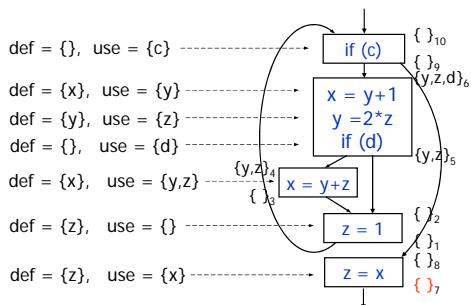 { }10
def = {}, use = {c}
if (c)
{ }9
{y,z,d}6
def = {x}, use = {y}
x = y+1
def = {y}, use = {z}
y =2*z
def = {}, use = {d}
if (d)
{y,z}5
{y,z}4
def = {x}, use = {y,z}
x = y+z
{ }3
{ }2
def = {z}, use = {}
z = 1
{ }1
{ }8
def = {z}, use = {x}
z = x
{ }7